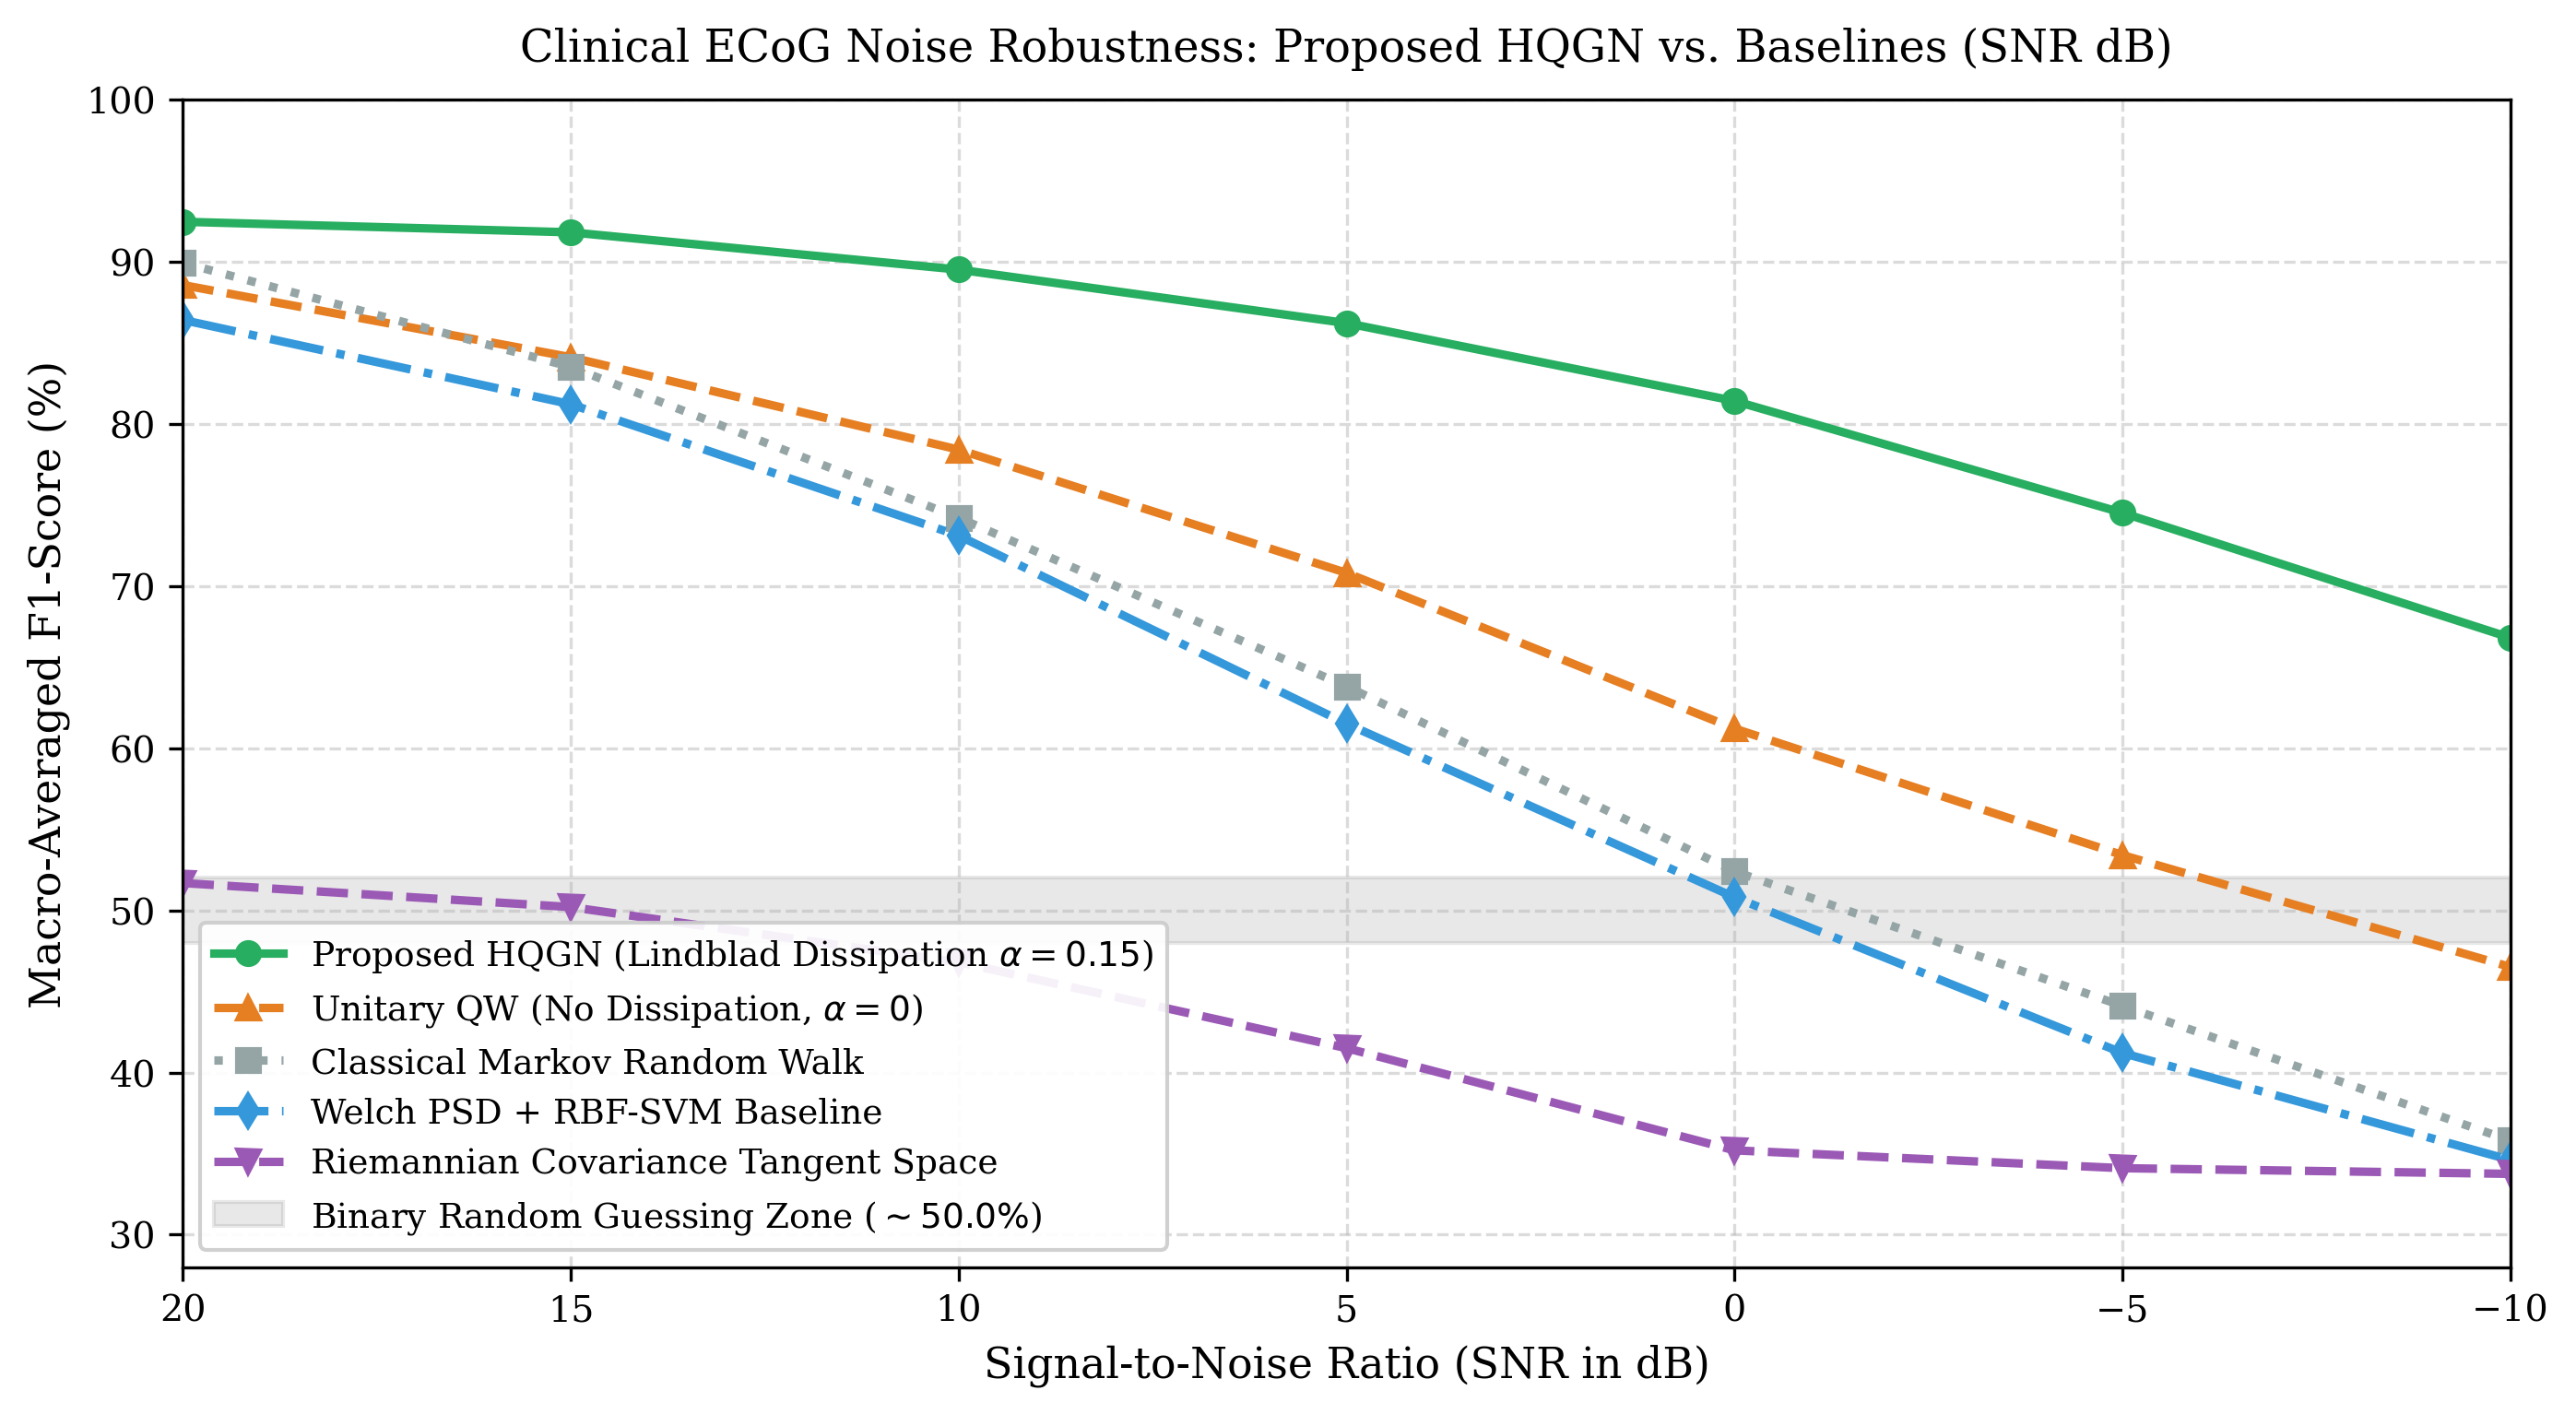 Clinical ECoG Noise Robustness: Proposed HQGN vs. Baselines (SNR dB)
Macro-Averaged F1-Score (%)
100
90
80
70
60
50
40
30
Proposed HQGN (Lindblad Dissipation α = 0.15)
Unitary QW (No Dissipation, α = 0)
Classical Markov Random Walk
Welch PSD + RBF-SVM Baseline
Riemannian Covariance Tangent Space
Binary Random Guessing Zone (∼50.0%)
20 15 10 5 0 −5 −10
Signal-to-Noise Ratio (SNR in dB)